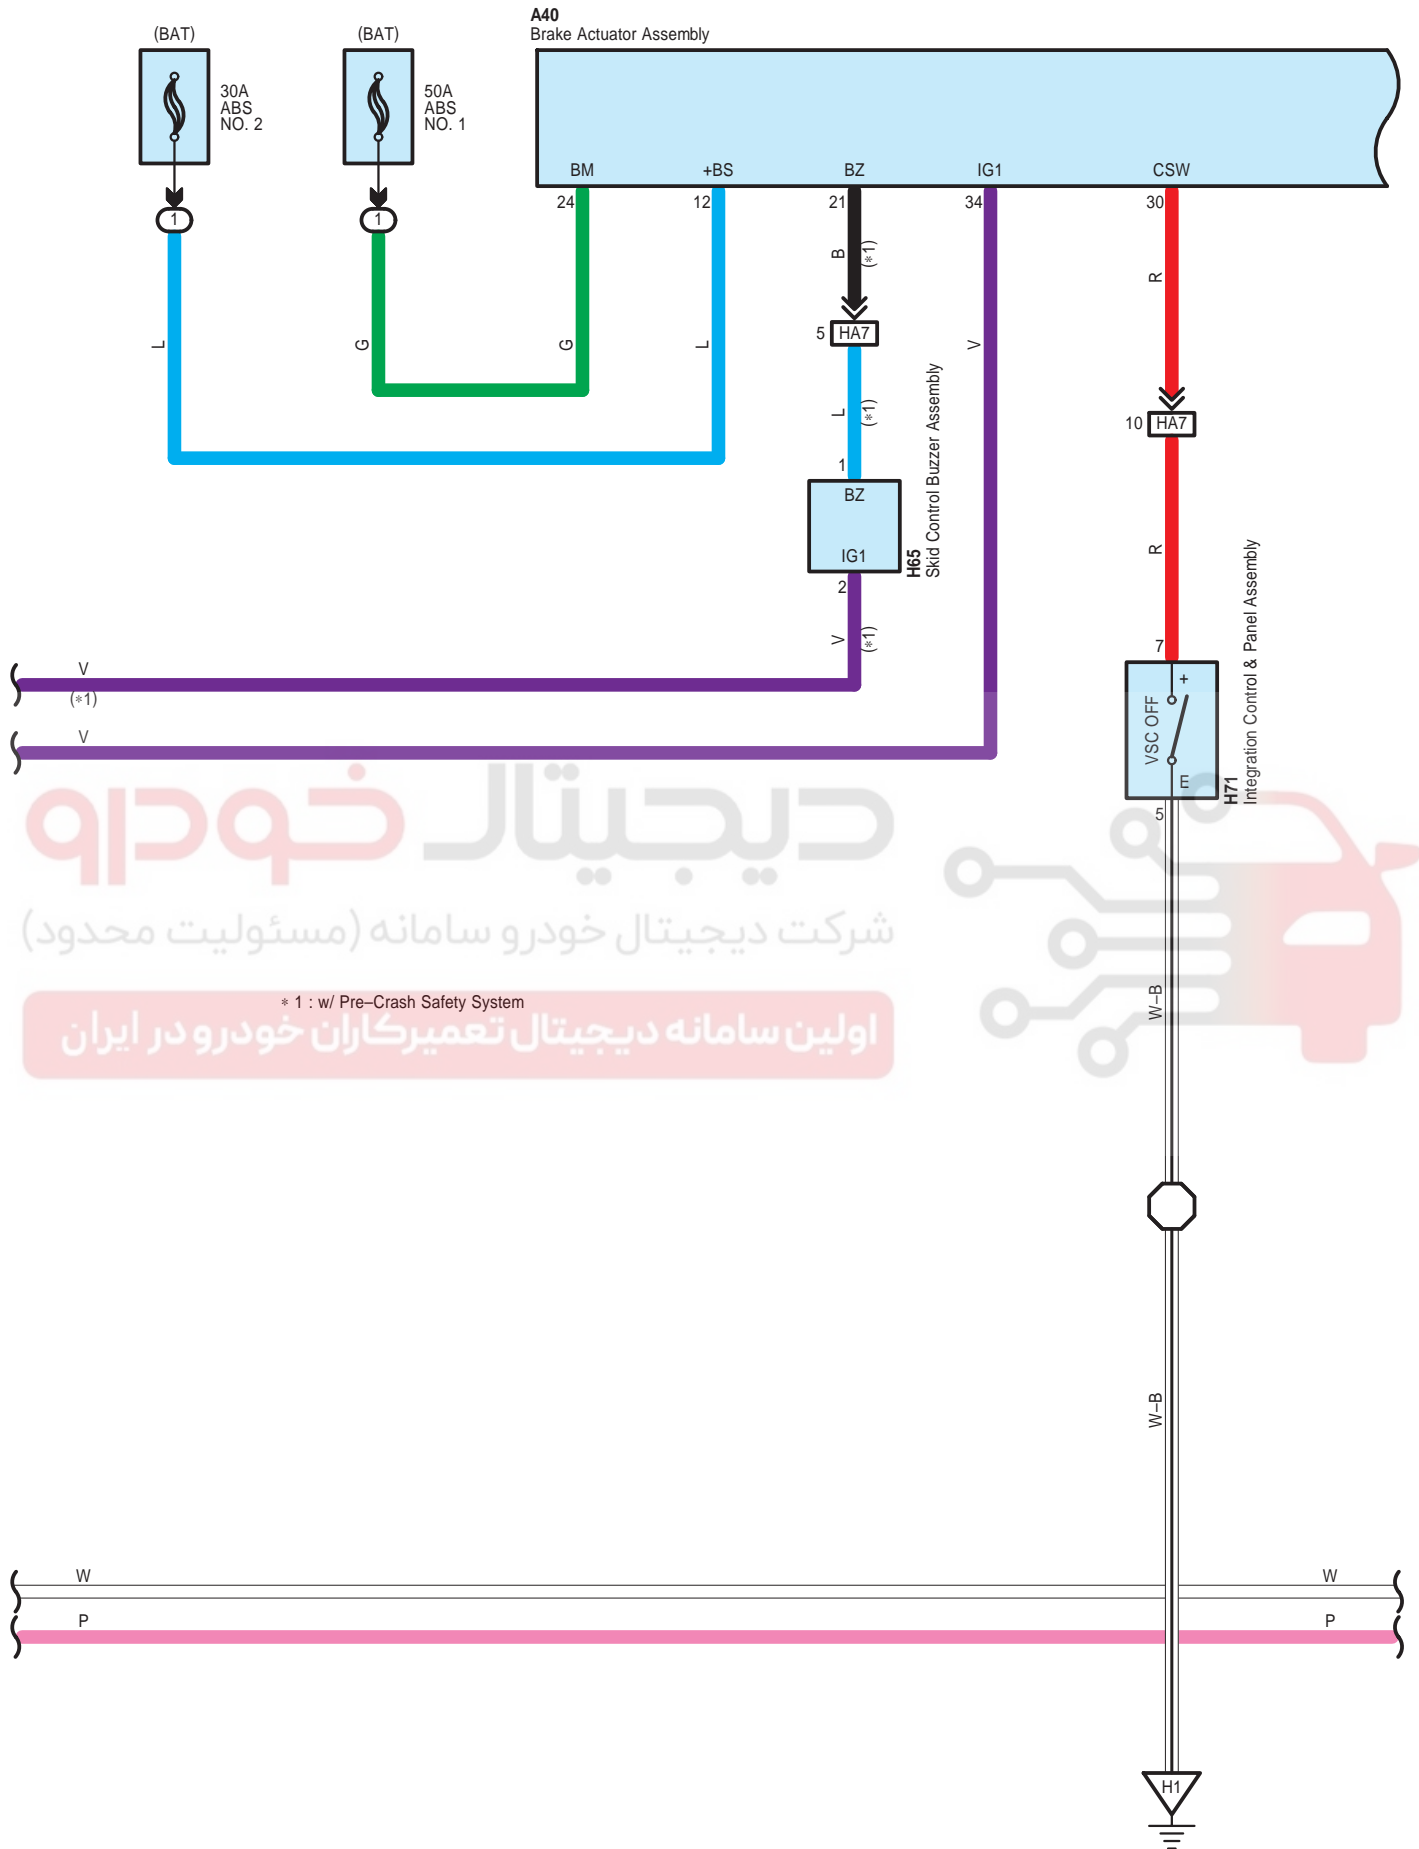 A40
Brake Actuator Assembly
(BAT)
(BAT)
30A
ABS
NO. 2
50A
ABS
NO. 1
BM
+BS
BZ
IG1
CSW
24
12
21
34
30
1
1
B
(*1)
R
L
G
G
L
5
HA7
V
L
(*1)
10
HA7
1
BZ
IG1
H65
Skid Control Buzzer Assembly
R
2
V
(*1)
7
V
(*1)
+
VSC OFF
E
H71
Integration Control & Panel Assembly
V
5
دیجیتال خودرو
شرکت دیجیتال خودرو سامانه (مسئولیت محدود)
* 1 : w/ Pre–Crash Safety System
W–B
اولین سامانه دیجیتال تعمیرکاران خودرو در ایران
W–B
W
W
P
P
H1